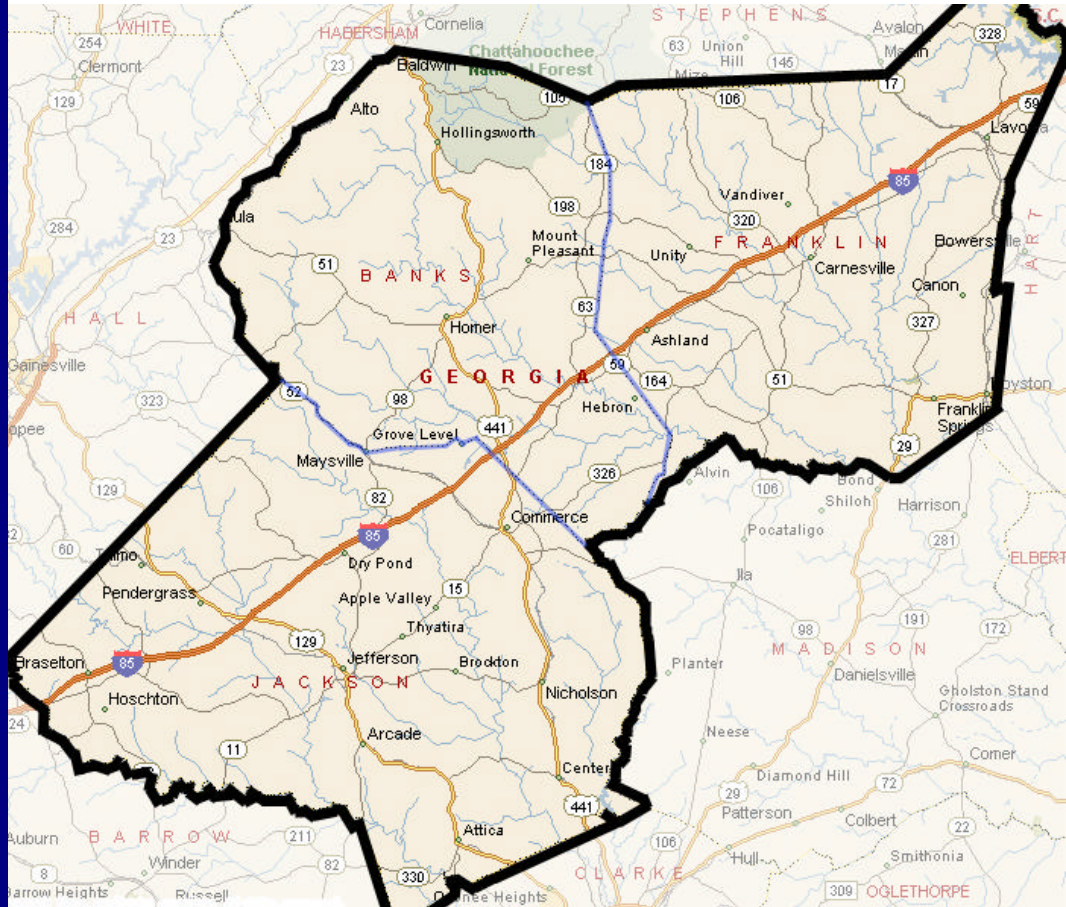 WHITE
Cornelia
STEPHENS
Avalon
S.C.
254
HABERSHAM
63
Union
Hill
328
Clermont
23
Chattahoochee
National Forest
145
Baldwin
129
105
106
17
59
Alto
Hollingsworth
Lavonia
184
85
Vandiver
198
320
284
23
Mount
Pleasant
FRANKLIN
Bowersville
HART
51
BANKS
Unity
Carnesville
Canon
HALL
63
327
Homer
Ashland
Gainesville
GEORGIA
59
164
51
52
98
Royston
323
Hebron
Franklin
Springs
441
Grove Level
29
Maysville
326
Alvin
Bond
129
82
106
Shiloh
Harrison
Commerce
Pocataligo
85
281
60
Dry Pond
ELBERT
Ila
Pendergrass
15
Apple Valley
191
98
172
129
Thyatira
MADISON
Braselton
85
Jefferson
Brockton
Planter
Danielsville
JACKSON
Nicholson
Gholston Stand
Crossroads
Hoschton
24
Neese
11
Arcade
Comer
Center
Diamond Hill
72
29
441
Patterson
Auburn
BARROW
211
Attica
106
Colbert
22
Winder
82
Hull
Smithonia
8
CLARKE
Barrow Heights
Russell
330
309
OGLETHORPE